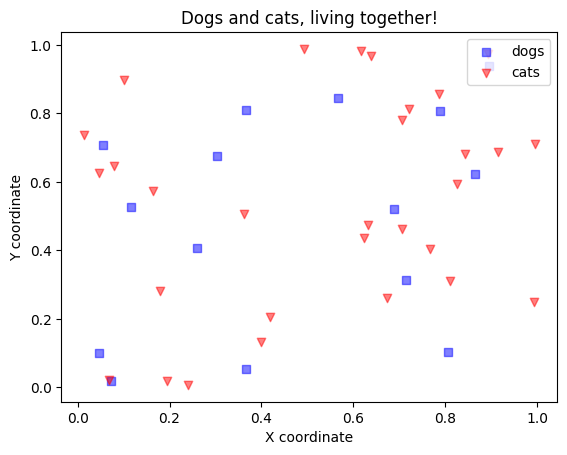 Dogs and cats, living together!
dogs
cats
1.0
0.8
0.6
0.4
0.2
0.0
Y coordinate
0.0 0.2 0.4 0.6 0.8 1.0
X coordinate